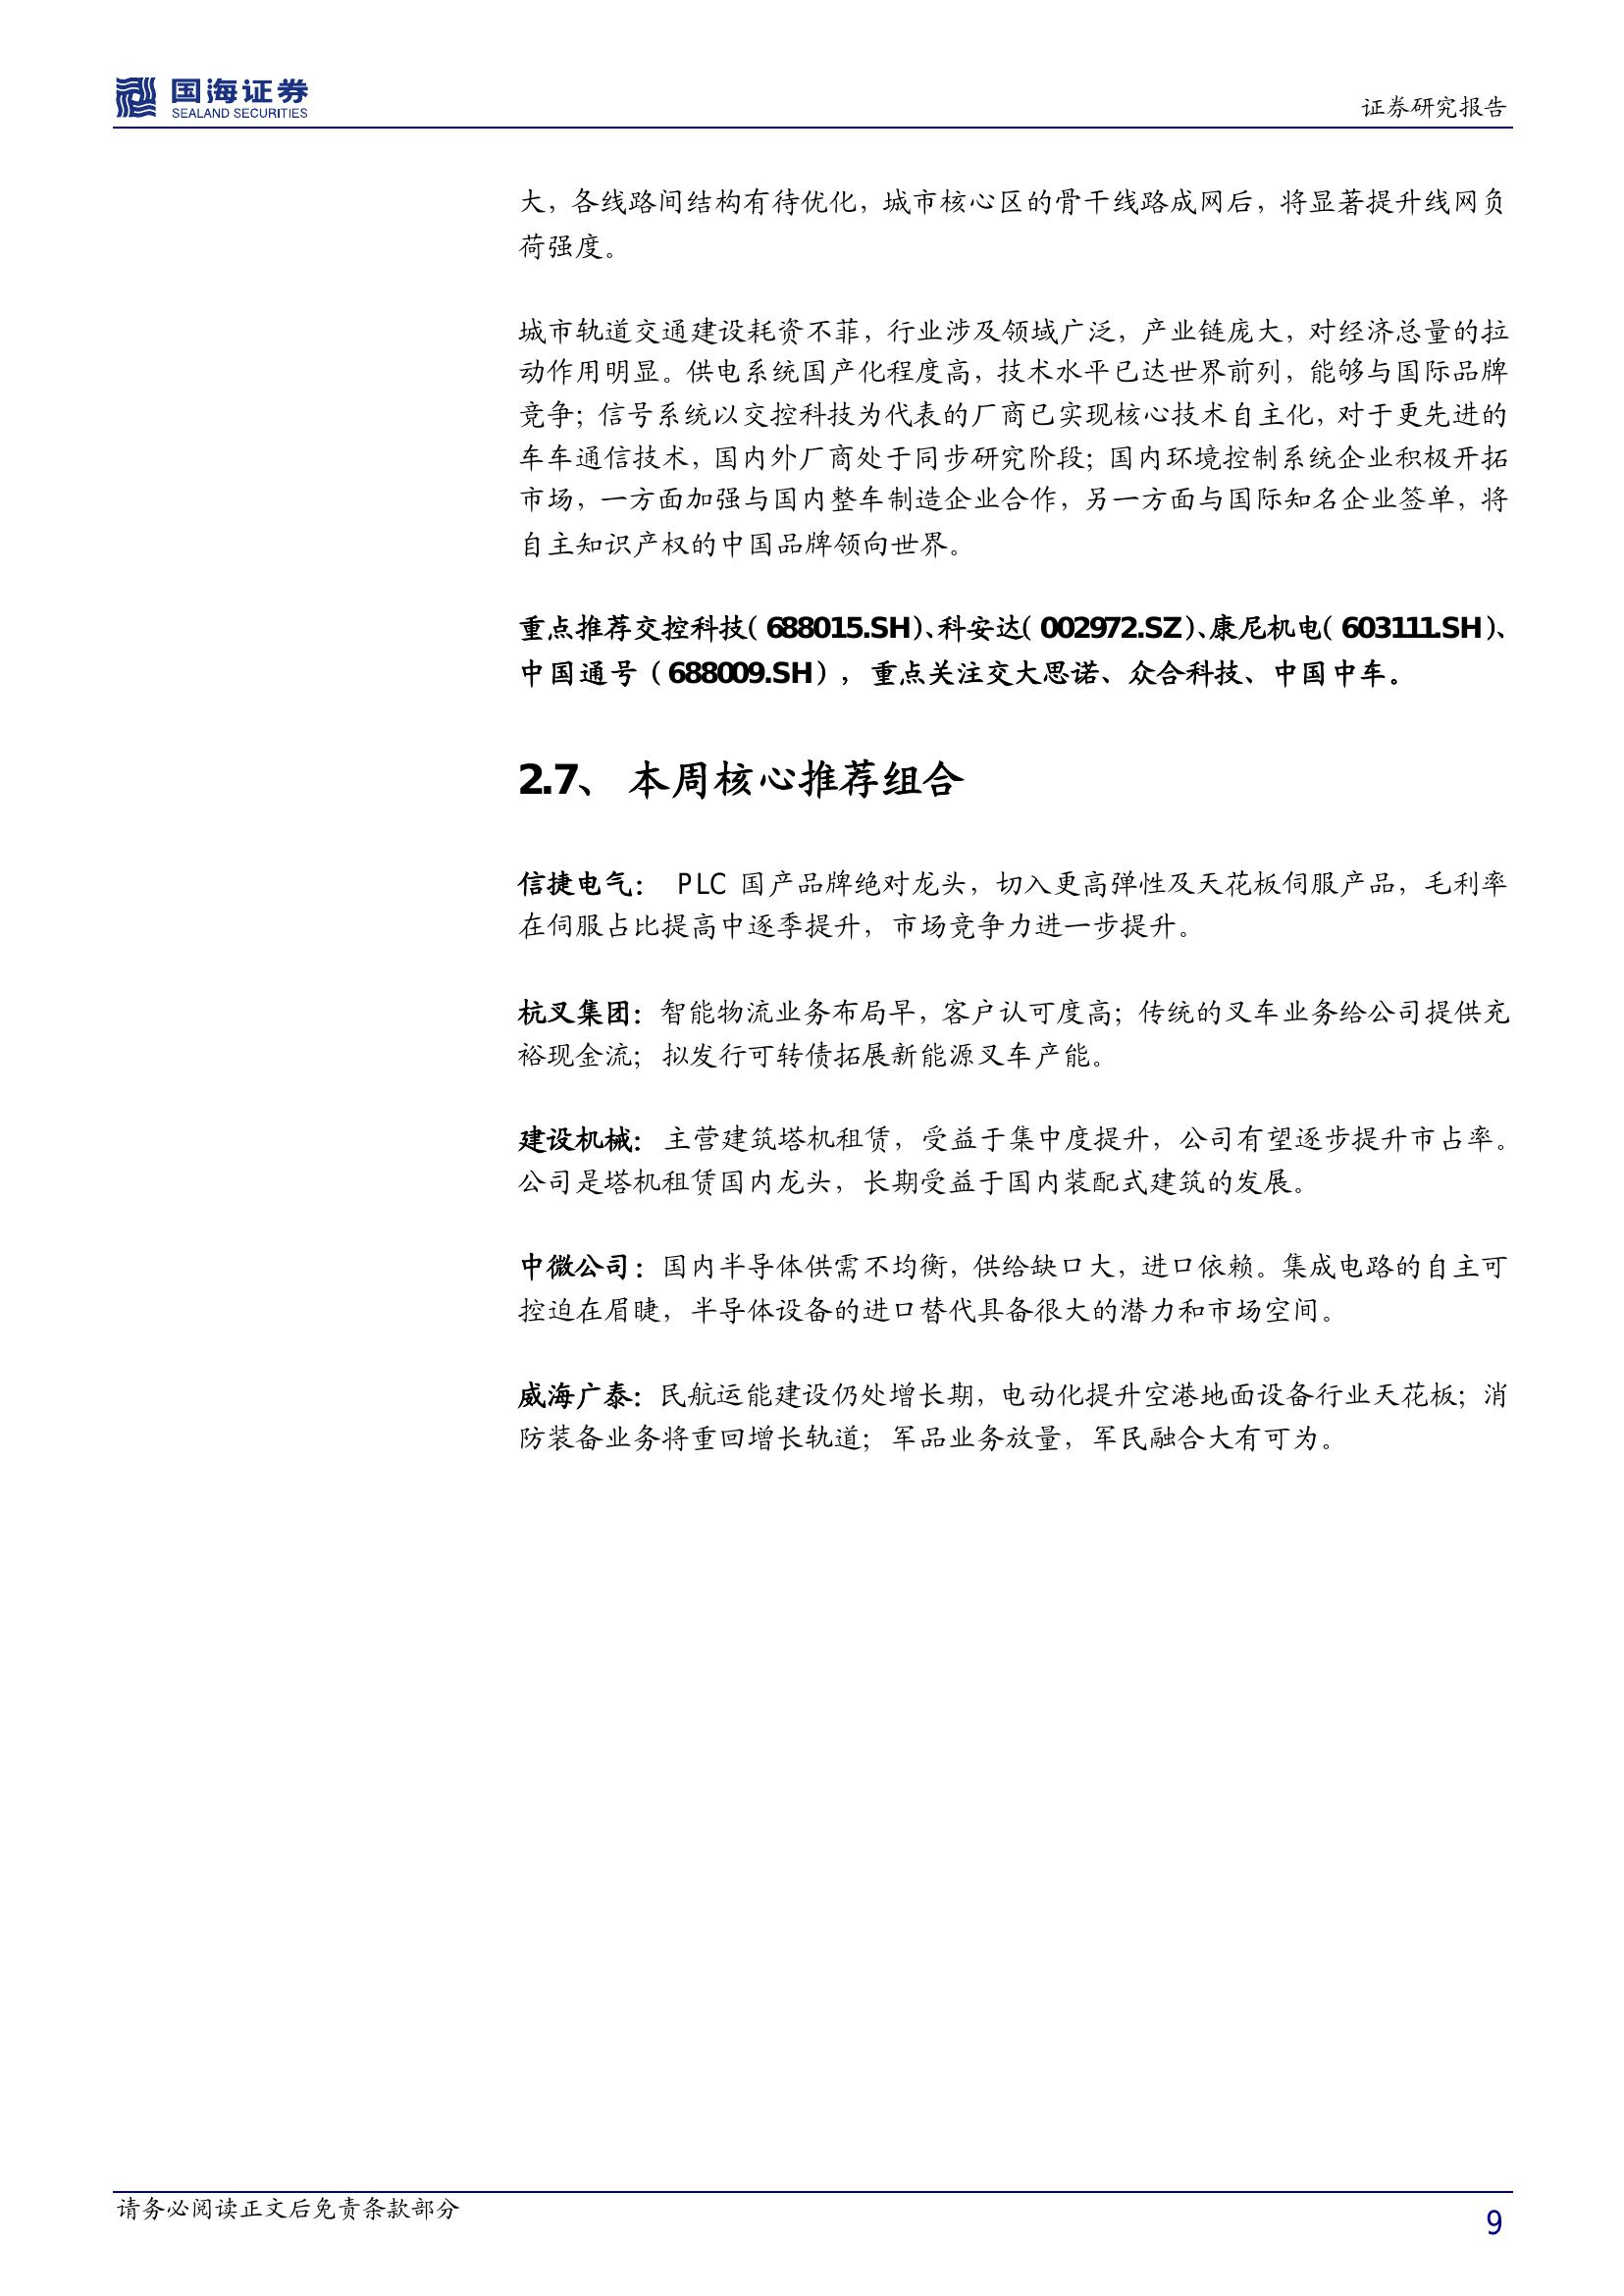 国海证券
SEALAND SECURITIES
证券研究报告
大，各线路间结构有待优化，城市核心区的骨干线路成网后，将显著提升线网负
荷强度。
城市轨道交通建设耗资不菲，行业涉及领域广泛，产业链庞大，对经济总量的拉
动作用明显。供电系统国产化程度高，技术水平已达世界前列，能够与国际品牌
竞争；信号系统以交控科技为代表的厂商已实现核心技术自主化，对于更先进的
车车通信技术，国内外厂商处于同步研究阶段；国内环境控制系统企业积极开拓
市场，一方面加强与国内整车制造企业合作，另一方面与国际知名企业签单，将
自主知识产权的中国品牌领向世界。
重点推荐交控科技（688015.SH）、科安达（002972.SZ）、康尼机电（603111.SH）、
中国通号（688009.SH），重点关注交大思诺、众合科技、中国中车。
2.7、 本周核心推荐组合
信捷电气： PLC 国产品牌绝对龙头，切入更高弹性及天花板伺服产品，毛利率
在伺服占比提高中逐季提升，市场竞争力进一步提升。
杭叉集团：智能物流业务布局早，客户认可度高；传统的叉车业务给公司提供充
裕现金流；拟发行可转债拓展新能源叉车产能。
建设机械：主营建筑塔机租赁，受益于集中度提升，公司有望逐步提升市占率。
公司是塔机租赁国内龙头，长期受益于国内装配式建筑的发展。
中微公司：国内半导体供需不均衡，供给缺口大，进口依赖。集成电路的自主可
控迫在眉睫，半导体设备的进口替代具备很大的潜力和市场空间。
威海广泰：民航运能建设仍处增长期，电动化提升空港地面设备行业天花板；消
防装备业务将重回增长轨道；军品业务放量，军民融合大有可为。
请务必阅读正文后免责条款部分
9